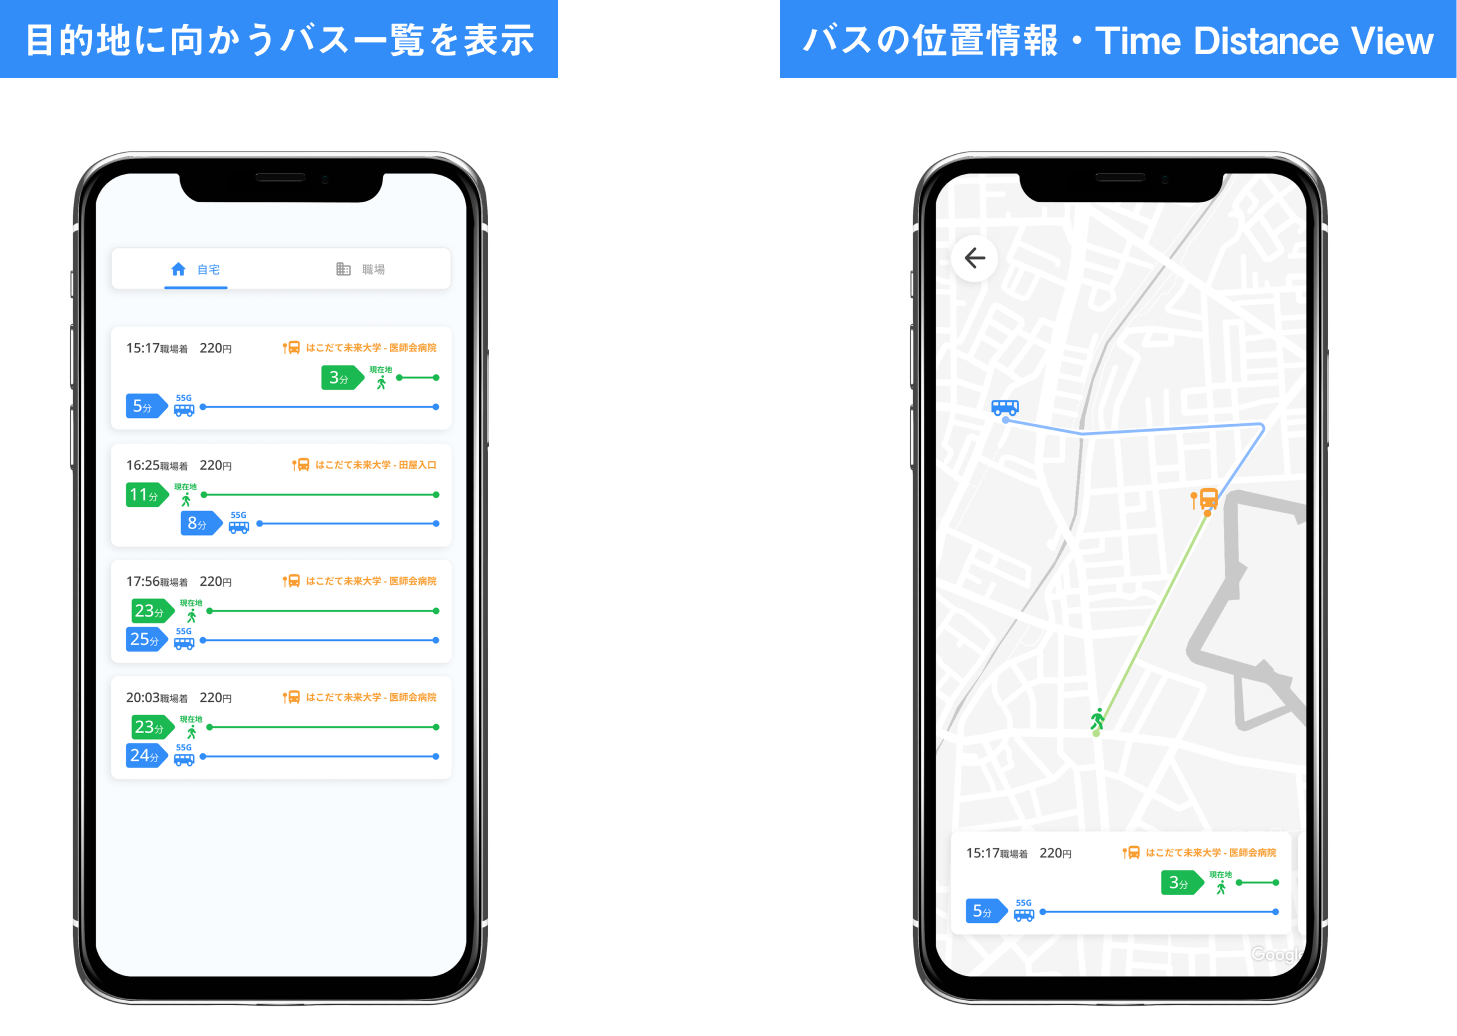 目的地に向かうバス一覧を表示
バスの位置情報・Time Distance View
自宅
職場
15:17職場着 220円 はこだて未来大学 - 医師会病院
3分 現在地
5分 55G
16:25職場着 220円 はこだて未来大学 - 田屋入口
11分 現在地
8分 55G
17:56職場着 220円 はこだて未来大学 - 医師会病院
23分 現在地
25分 55G
20:03職場着 220円 はこだて未来大学 - 医師会病院
23分 現在地
24分 55G
15:17職場着 220円 はこだて未来大学 - 医師会病院
3分 現在地
5分 55G
Google